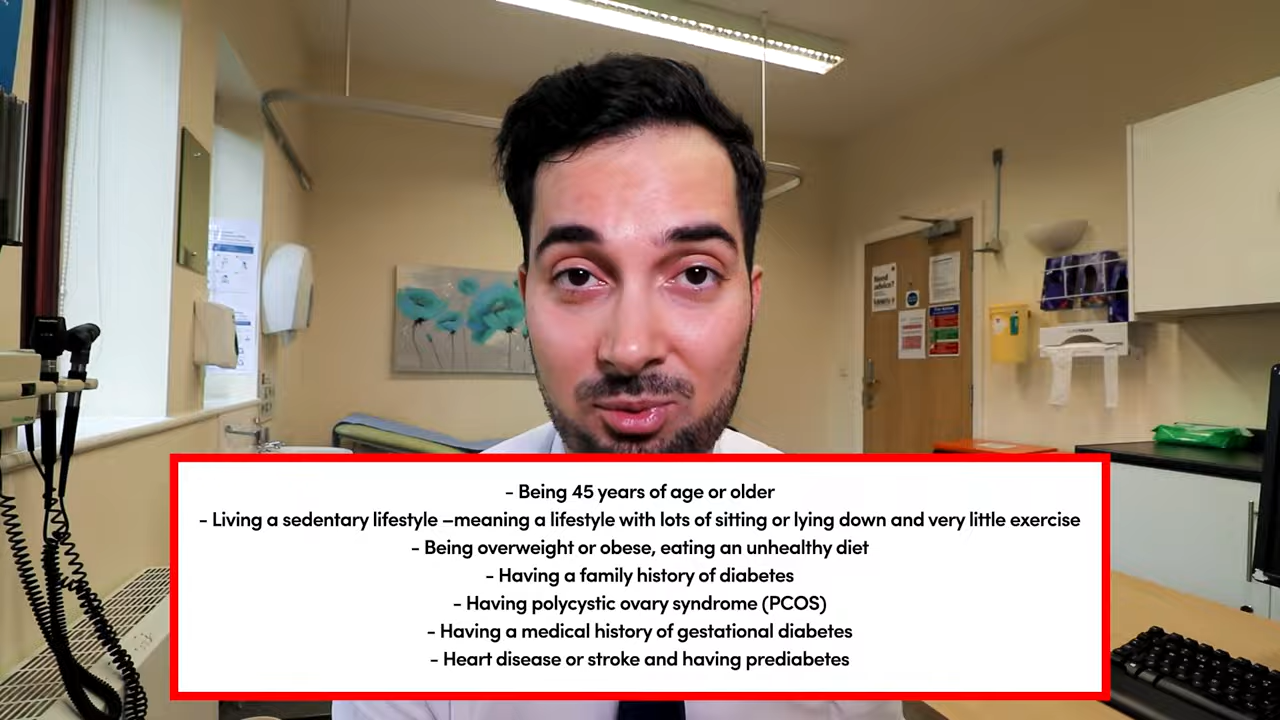 Need
advice?
- Being 45 years of age or older
- Living a sedentary lifestyle –meaning a lifestyle with lots of sitting or lying down and very little exercise
- Being overweight or obese, eating an unhealthy diet
- Having a family history of diabetes
- Having polycystic ovary syndrome (PCOS)
- Having a medical history of gestational diabetes
- Heart disease or stroke and having prediabetes